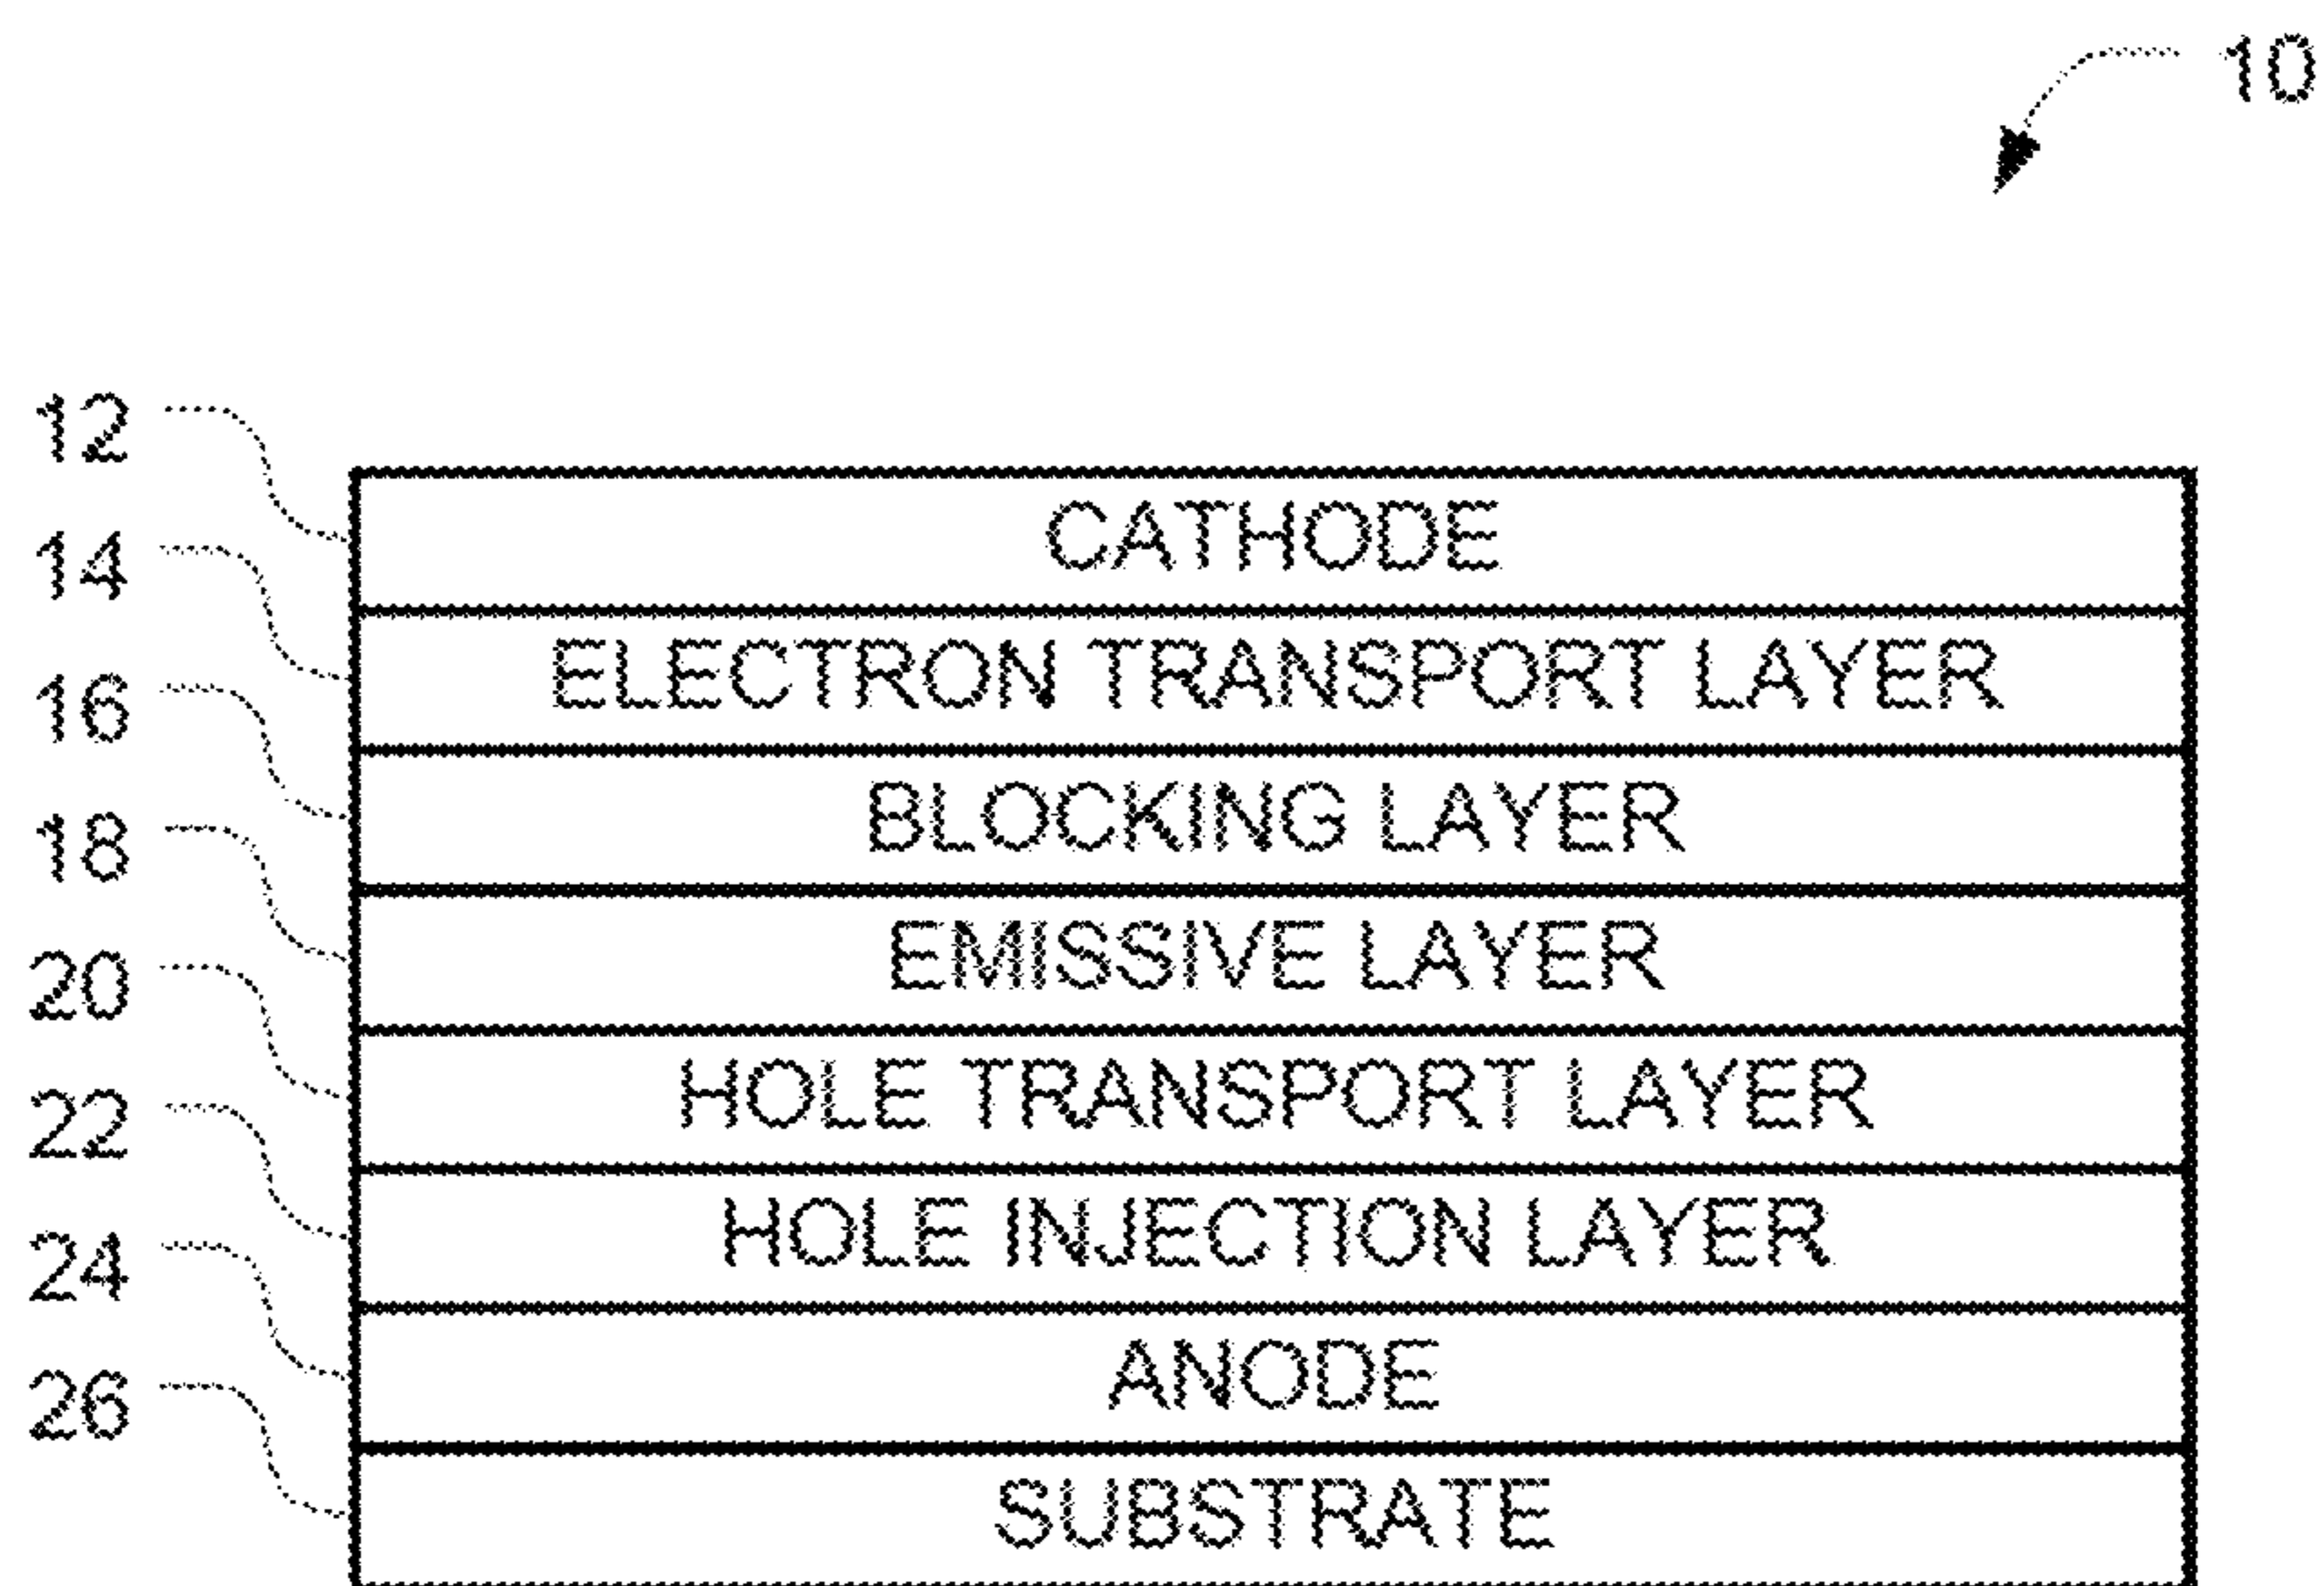 10
12
CATHODE
14
ELECTRON TRANSPORT LAYER
16
BLOCKING LAYER
18
EMISSIVE LAYER
20
HOLE TRANSPORT LAYER
22
HOLE INJECTION LAYER
24
ANODE
26
SUBSTRATE